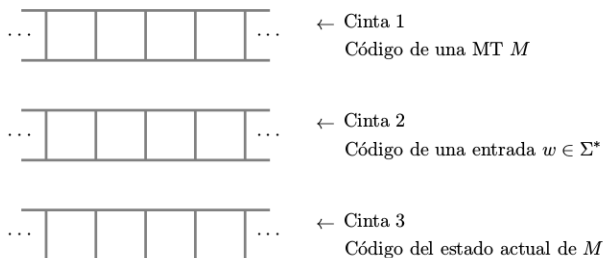 ... ... ← Cinta 1
Código de una MT M
... ... ← Cinta 2
Código de una entrada w ∈ Σ*
... ... ← Cinta 3
Código del estado actual de M